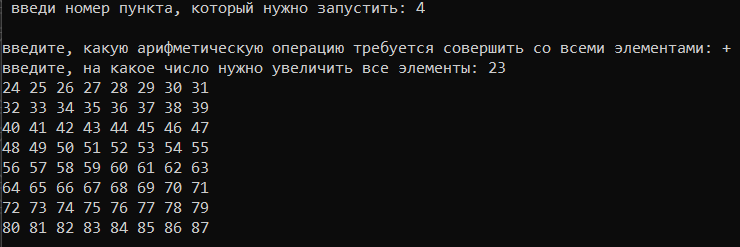 введи номер пункта, который нужно запустить: 4
введите, какую арифметическую операцию требуется совершить со всеми элементами: +
введите, на какое число нужно увеличить все элементы: 23
24 25 26 27 28 29 30 31
32 33 34 35 36 37 38 39
40 41 42 43 44 45 46 47
48 49 50 51 52 53 54 55
56 57 58 59 60 61 62 63
64 65 66 67 68 69 70 71
72 73 74 75 76 77 78 79
80 81 82 83 84 85 86 87